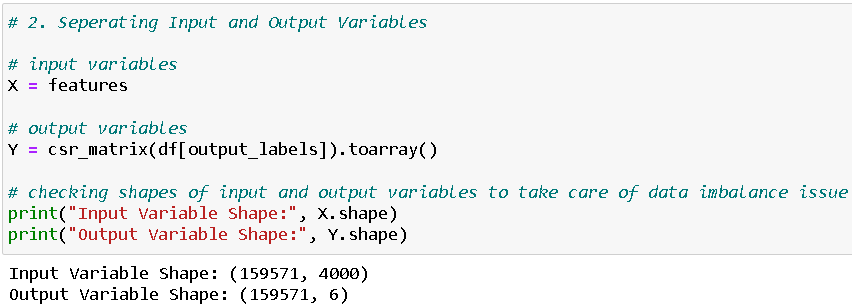 # 2. Seperating Input and Output Variables
# input variables
X = features
# output variables
Y = csr_matrix(df[output_labels]).toarray()
# checking shapes of input and output variables to take care of data imbalance issue
print("Input Variable Shape:", X.shape)
print("Output Variable Shape:", Y.shape)
Input Variable Shape: (159571, 4000)
Output Variable Shape: (159571, 6)